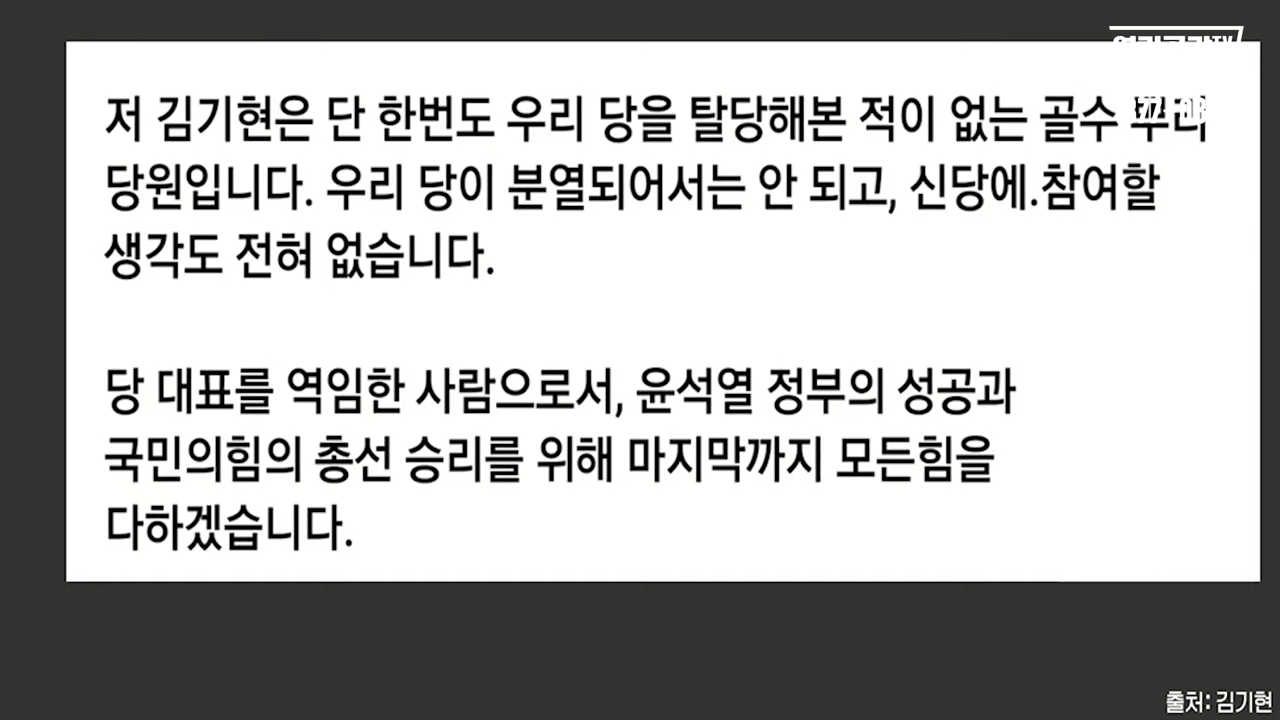 저 김기현은 단 한번도 우리 당을 탈당해본 적이 없는 골수 우리
당원입니다. 우리 당이 분열되어서는 안 되고, 신당에.참여할
생각도 전혀 없습니다.
당 대표를 역임한 사람으로서, 윤석열 정부의 성공과
국민의힘의 총선 승리를 위해 마지막까지 모든힘을
다하겠습니다.
출처: 김기현